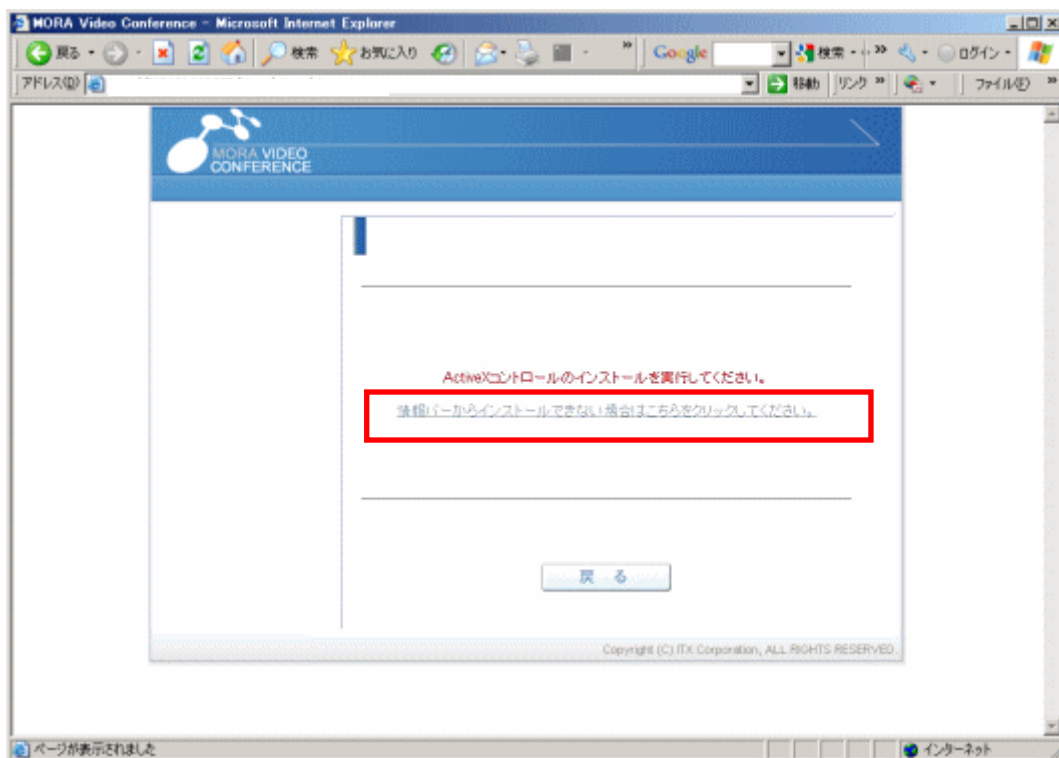 MORA Video Conference - Microsoft Internet Explorer
戻る 検索 お気に入り Google 検索 ログイン
アドレス(D) 移動 リンク ファイル(F)
MORA VIDEO
CONFERENCE
ActiveXコントロールのインストールを実行してください。
情報バーからインストールできない場合はこちらをクリックしてください。
戻 る
Copyright (C) ITX Corporation, ALL RIGHTS RESERVED
ページが表示されました インターネット